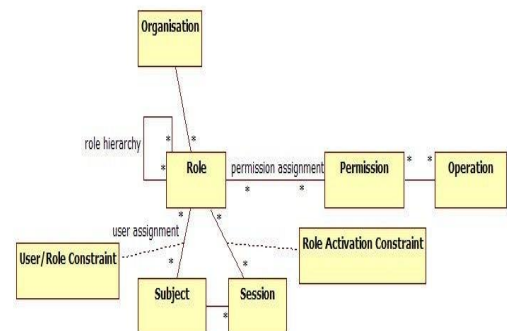 Organisation
*
role hierarchy
*
*
Role
permission assignment
*
*
Permission
*
*
Operation
*
*
user assignment
User/Role Constraint
Role Activation Constraint
*
*
Subject
*
Session